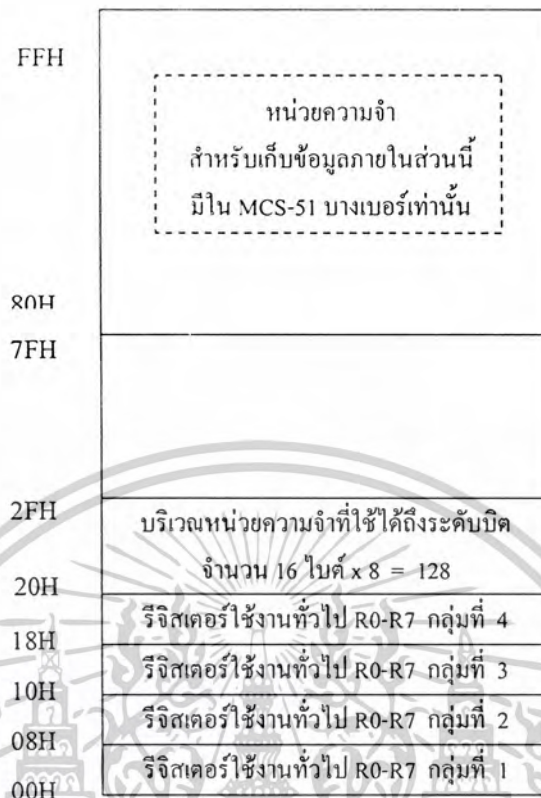 FFH
หน่วยความจำ
สำหรับเก็บข้อมูลภายในส่วนนี้
มีใน MCS-51 บางเบอร์เท่านั้น
80H
7FH
2FH
บริเวณหน่วยความจำที่ใช้ได้ถึงระดับบิต
จำนวน 16 ไบต์ x 8 = 128
20H
รีจิสเตอร์ใช้งานทั่วไป R0-R7 กลุ่มที่ 4
18H
รีจิสเตอร์ใช้งานทั่วไป R0-R7 กลุ่มที่ 3
10H
รีจิสเตอร์ใช้งานทั่วไป R0-R7 กลุ่มที่ 2
08H
รีจิสเตอร์ใช้งานทั่วไป R0-R7 กลุ่มที่ 1
00H